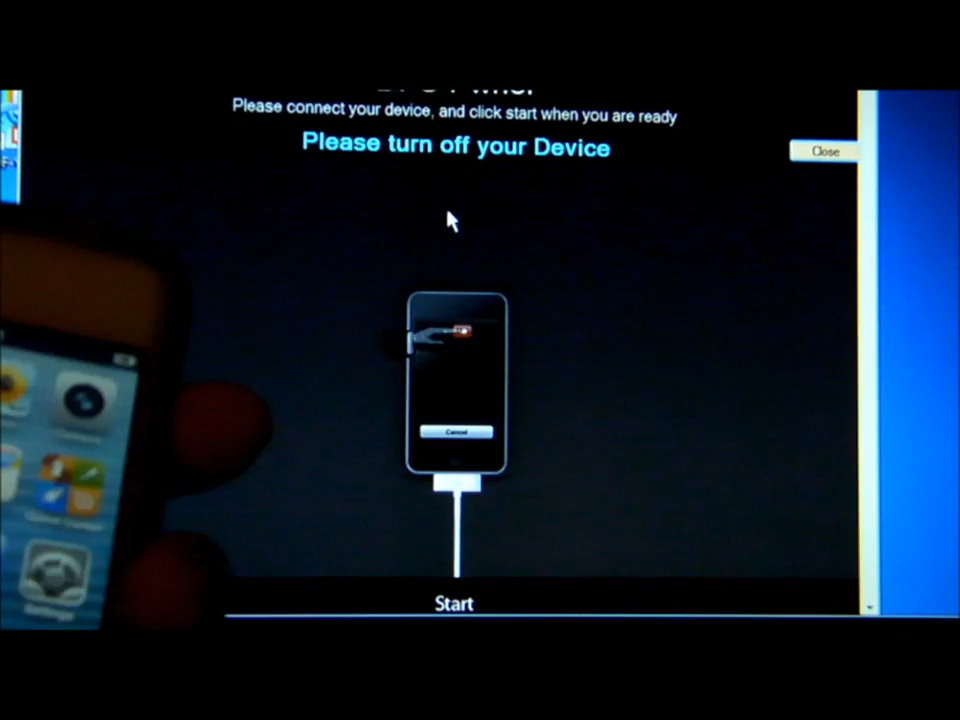 Please connect your device, and click start when you are ready
Please turn off your Device
Close
Cancel
Start
Settings